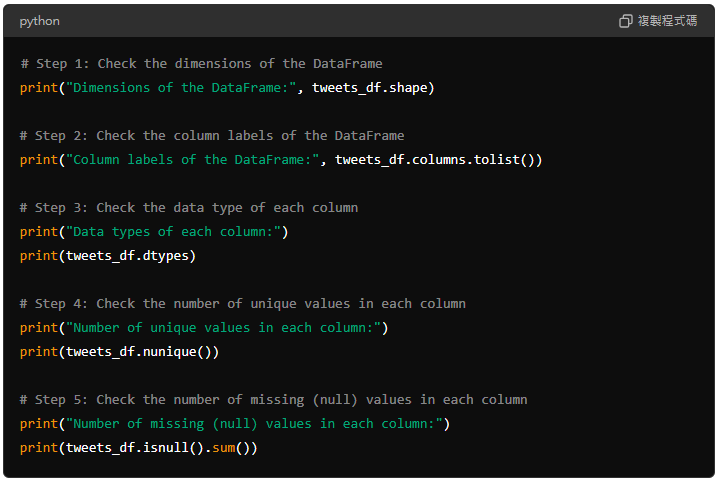 python
複製程式碼
# Step 1: Check the dimensions of the DataFrame
print("Dimensions of the DataFrame:", tweets_df.shape)
# Step 2: Check the column labels of the DataFrame
print("Column labels of the DataFrame:", tweets_df.columns.tolist())
# Step 3: Check the data type of each column
print("Data types of each column:")
print(tweets_df.dtypes)
# Step 4: Check the number of unique values in each column
print("Number of unique values in each column:")
print(tweets_df.nunique())
# Step 5: Check the number of missing (null) values in each column
print("Number of missing (null) values in each column:")
print(tweets_df.isnull().sum())